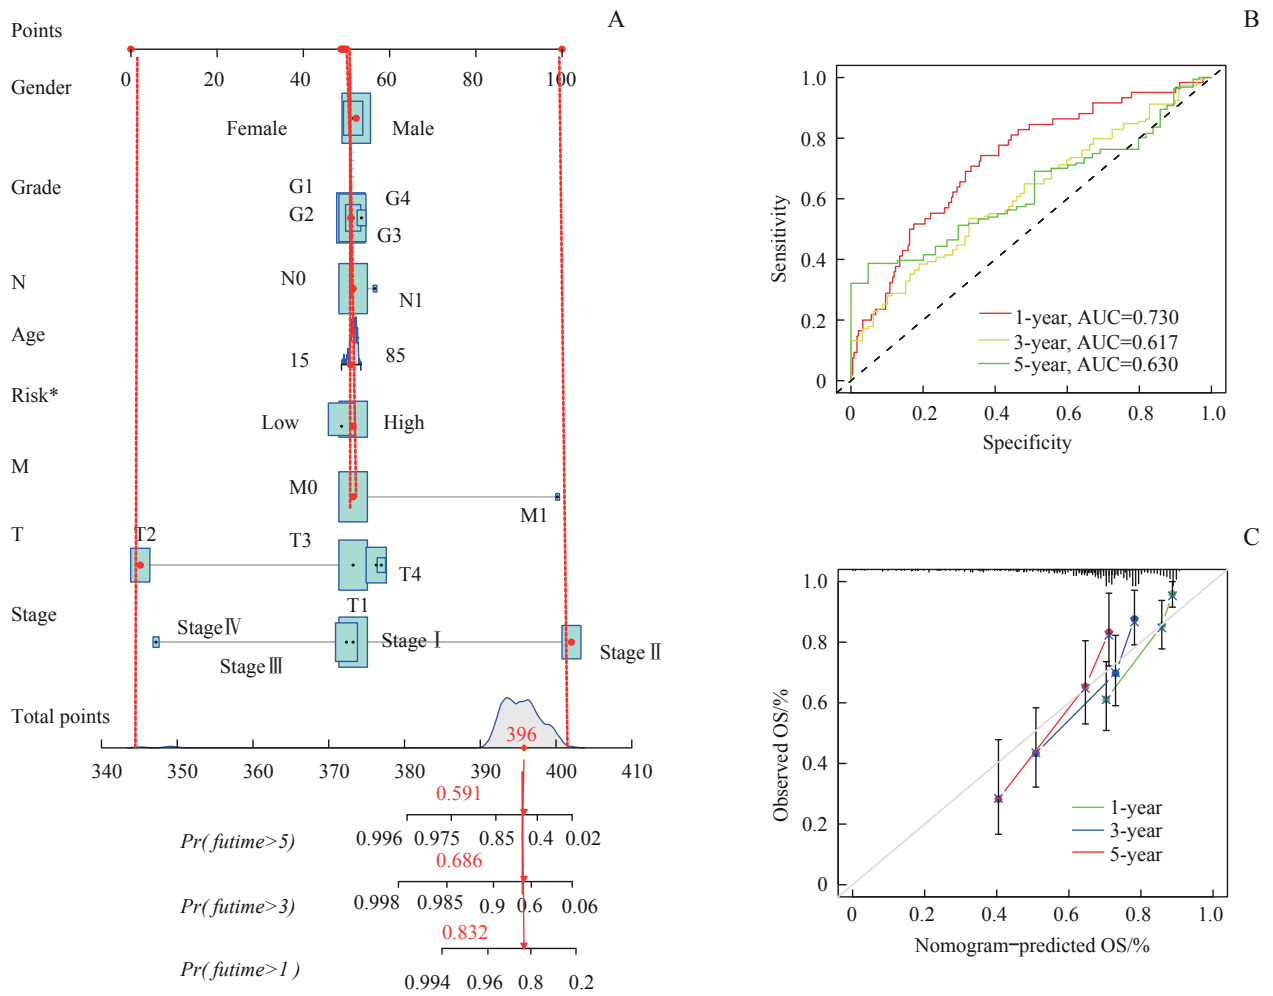 A
Points
0 20 40 60 80 100
Gender
Female Male
Grade
G1 G4
G2 G3
N
N0 N1
Age
15 85
Risk*
Low High
M
M0 M1
T
T2 T3 T4
T1
Stage
StageⅣ StageⅠ
StageⅢ StageⅡ
Total points
396
340 350 360 370 380 390 400 410
0.591
Pr(futime>5) 0.996 0.975 0.85 0.4 0.02
0.686
Pr(futime>3) 0.998 0.985 0.9 0.6 0.06
0.832
Pr(futime>1) 0.994 0.96 0.8 0.2
B
1.0
0.8
0.6
0.4
0.2
0
Sensitivity
1-year, AUC=0.730
3-year, AUC=0.617
5-year, AUC=0.630
0 0.2 0.4 0.6 0.8 1.0
Specificity
C
1.0
0.8
0.6
0.4
0.2
0
Observed OS/%
1-year
3-year
5-year
0 0.2 0.4 0.6 0.8 1.0
Nomogram-predicted OS/%